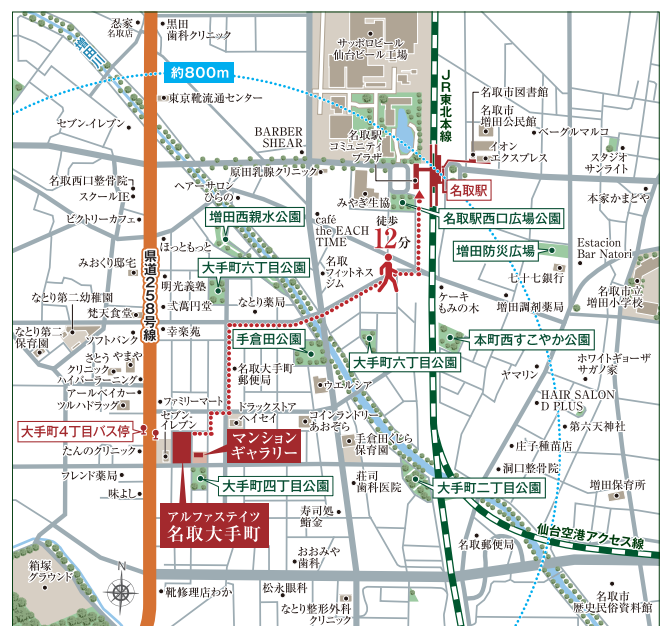 忍家
名取店
黒田
歯科クリニック
増田川
サッポロビール
仙台ビール工場
約800m
JR東北本線
東京靴流通センター
名取市図書館
名取市
増田公民館
セブン-イレブン
BARBER
SHEAR
名取駅
コミュニティ
プラザ
ベーグルマルコ
イオン
エクスプレス
スタジオ
サンライト
原田乳腺クリニック
名取西口整骨院
スクールIE
ヘアーサロン
ひらの
名取駅
みやぎ生協
本家かまどや
ビクトリーカフェ
増田西親水公園
café
the EACH
TIME
徒歩
12分
名取駅西口広場公園
県道258号線
ほっともっと
増田防災広場
Estacion
Bar Natori
みおくり邸宅
大手町六丁目公園
名取
フィットネス
ジム
七十七銀行
明光義塾
なとり第二幼稚園
弐萬円堂
なとり薬局
ケーキ
もみの木
増田調剤薬局
名取市立
増田小学校
梵天食堂
なとり第二
保育園
ソフトバンク
幸楽苑
手倉田公園
大手町六丁目公園
本町西すこやか公園
さとう
クリニック
やまや
ハイパーラーニング
名取大手町
郵便局
ヤマリン
ホワイトギョーザ
サガノ家
アールベイカー
ツルハドラッグ
ウエルシア
ファミリーマート
HAIR SALON
D PLUS
セブン-
イレブン
ドラックストア
ヘイセイ
コインランドリー
あおぞら
第六天神社
大手町4丁目バス停
マンション
ギャラリー
手倉田くじら
保育園
庄子種苗店
たんのクリニック
洞口整骨院
フレンド薬局
大手町四丁目公園
荘司
歯科医院
大手町二丁目公園
増田保育所
味よし
アルファステイツ
名取大手町
寿司処
鮨金
仙台空港アクセス線
名取郵便局
おおみや
歯科
箱塚
グラウンド
N
靴修理店わか
松永眼科
なとり整形外科
クリニック
名取市
歴史民俗資料館